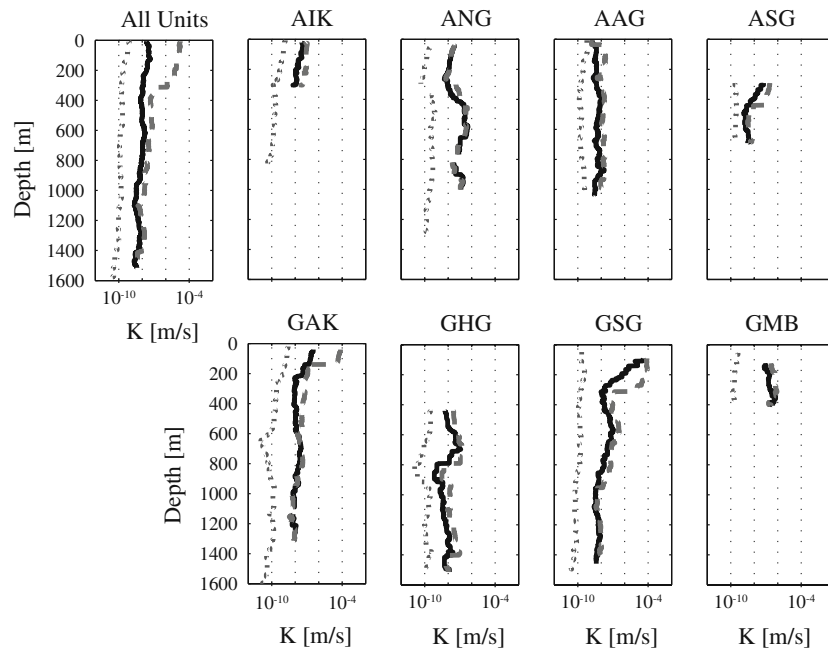 All Units AIK ANG AAG ASG
0
200
400
600
800
1000
1200
1400
1600
Depth [m]
10-10 10-4
K [m/s]
GAK GHG GSG GMB
0
200
400
600
800
1000
1200
1400
1600
Depth [m]
10-10 10-4 10-10 10-4 10-10 10-4 10-10 10-4
K [m/s] K [m/s] K [m/s] K [m/s]